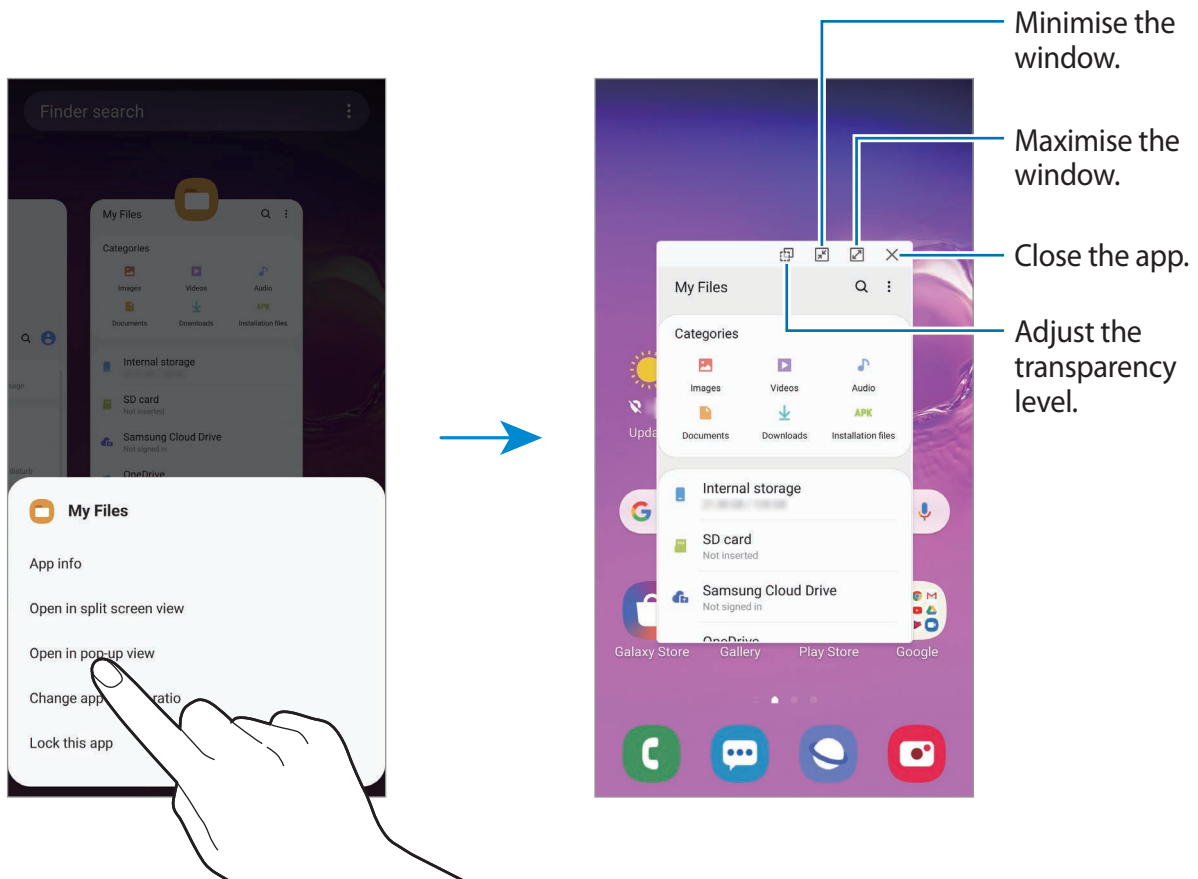 Finder search
My Files
Categories
Images Videos Audio
APK
Documents Downloads Installation files
Internal storage
SD card
Not inserted
Samsung Cloud Drive
Not signed in
OneDrive
disturb
My Files
App info
Open in split screen view
Open in pop-up view
Change app ratio
Lock this app
Minimise the
window.
Maximise the
window.
Close the app.
Adjust the
transparency
level.
My Files
Categories
Images Videos Audio
APK
Documents Downloads Installation files
Internal storage
SD card
Not inserted
Samsung Cloud Drive
Not signed in
OneDrive
Upda
G
Galaxy Store Gallery Play Store Google